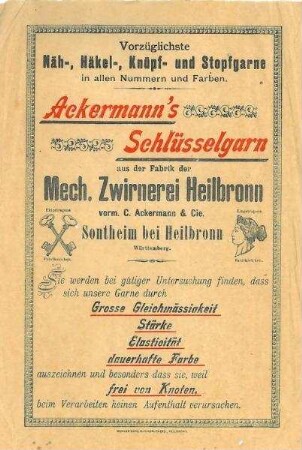 Vorzüglichste
Näh-, Häkel-, Knüpf- und Stopfgarne
in allen Nummern und Farben.
Ackermann's
Schlüsselgarn
aus der Fabrik der
Mech. Zwirnerei Heilbronn
vorm. C. Ackermann & Cie.
Sontheim bei Heilbronn
Württemberg.
Sie werden bei gütiger Untersuchung finden, dass
sich unsere Garne durch
Grosse Gleichmässigkeit
Stärke
Elasticität
dauerhafte Farbe
auszeichnen und besonders dass sie, weil
frei von Knoten,
beim Verarbeiten keinen Aufenthalt verursachen.